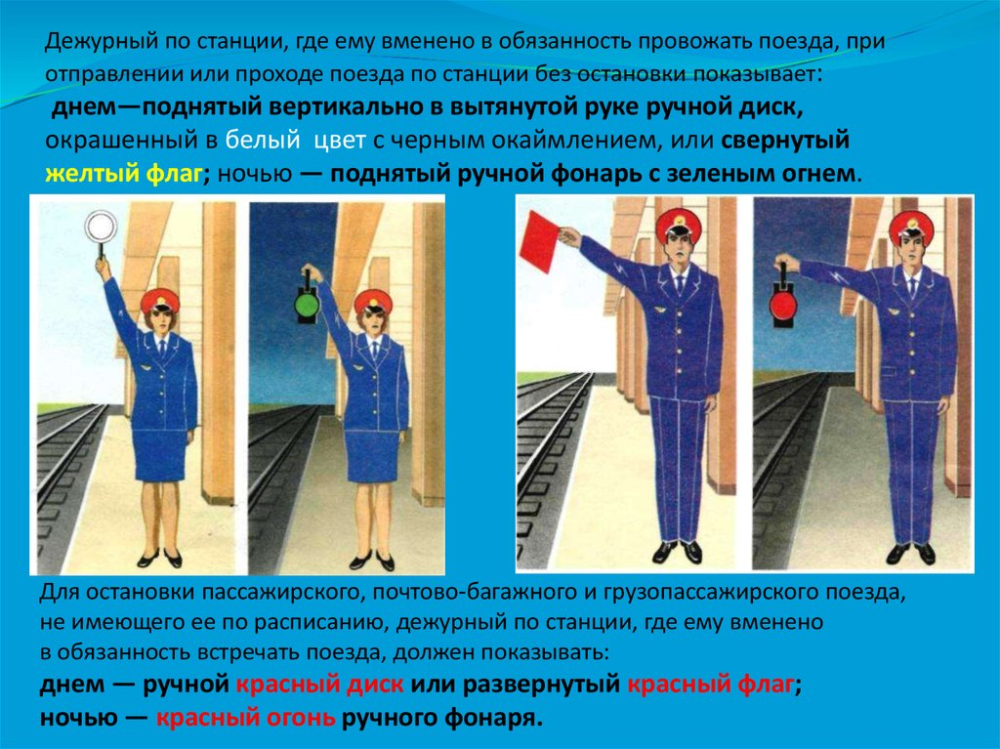 Дежурный по станции, где ему вменено в обязанность провожать поезда, при
отправлении или проходе поезда по станции без остановки показывает:
днем—поднятый вертикально в вытянутой руке ручной диск,
окрашенный в белый цвет с черным окаймлением, или свернутый
желтый флаг; ночью — поднятый ручной фонарь с зеленым огнем.
Для остановки пассажирского, почтово-багажного и грузопассажирского поезда,
не имеющего ее по расписанию, дежурный по станции, где ему вменено
в обязанность встречать поезда, должен показывать:
днем — ручной красный диск или развернутый красный флаг;
ночью — красный огонь ручного фонаря.